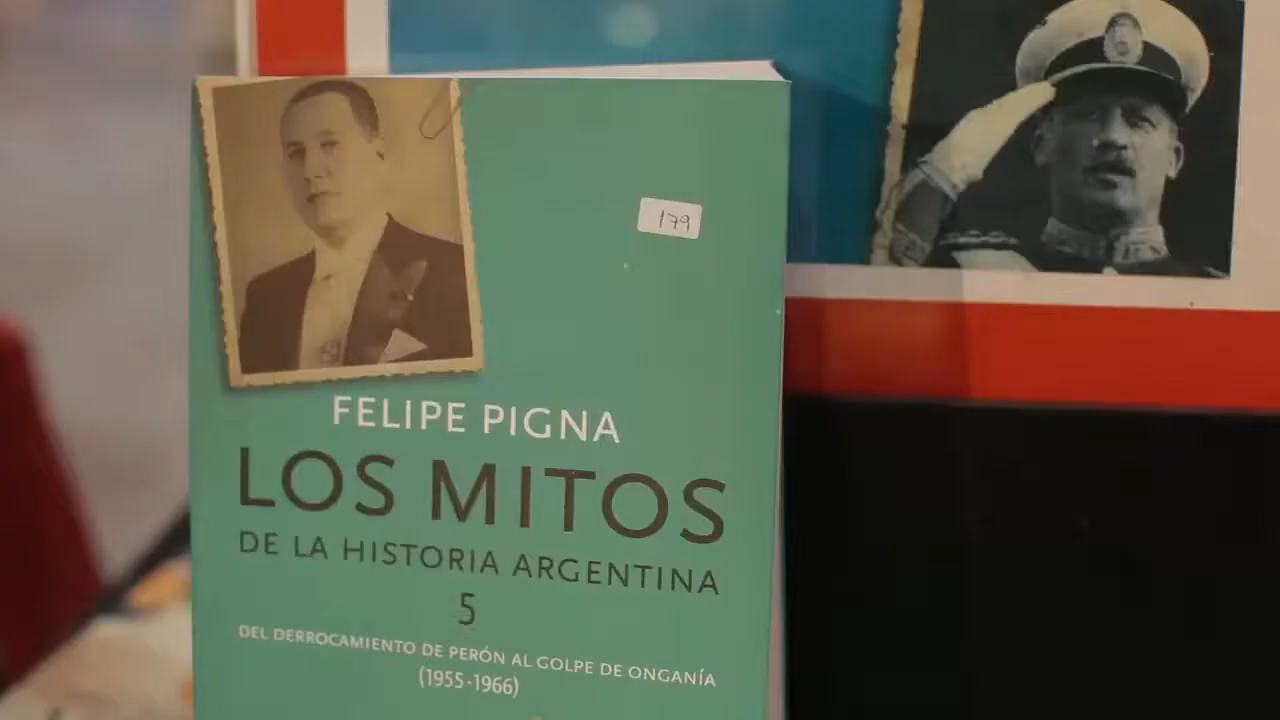 179
FELIPE PIGNA
LOS MITOS
DE LA HISTORIA ARGENTINA
5
DEL DERROCAMIENTO DE PERÓN AL GOLPE DE ONGANÍA
(1955-1966)